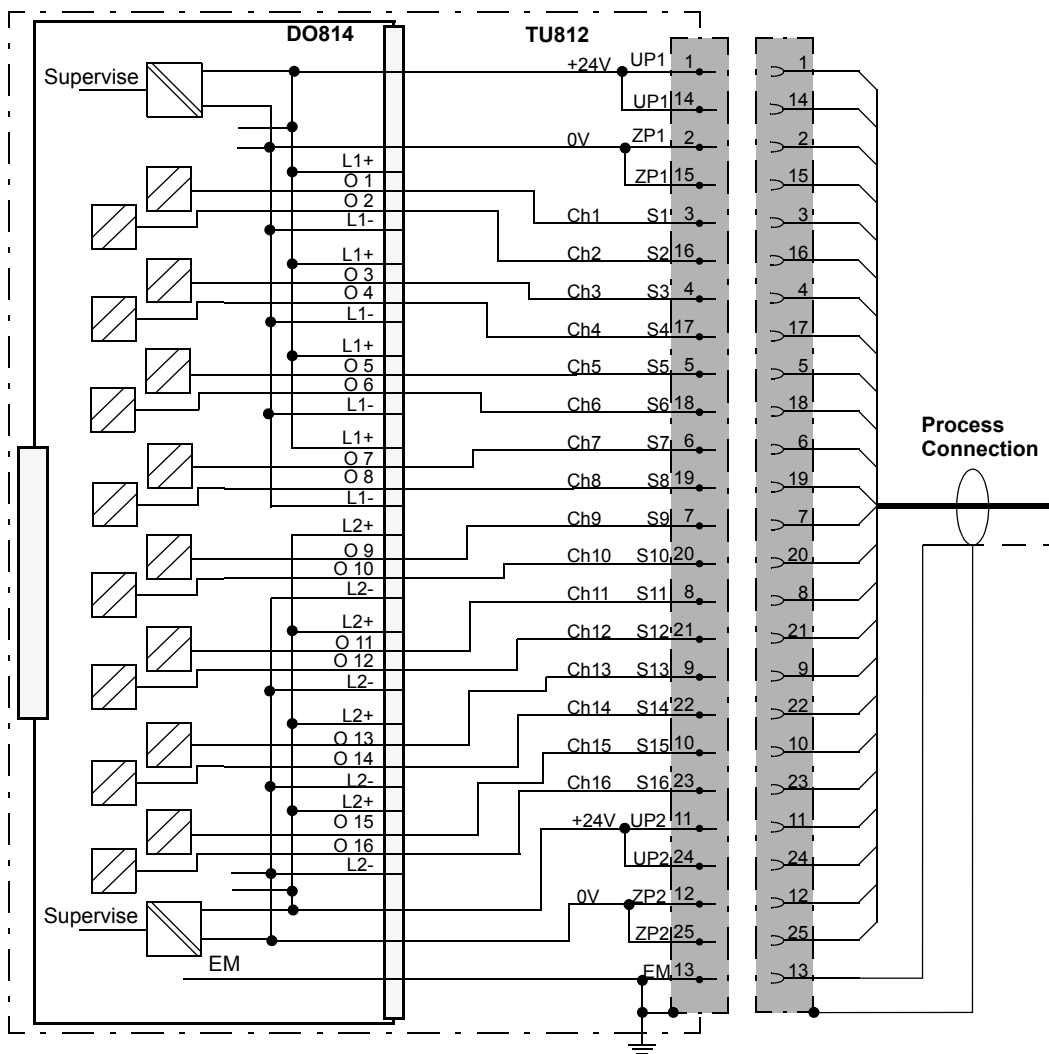 DO814 TU812
Supervise +24V UP1 1 1
UP1 14 14
0V ZP1 2 2
L1+
ZP1 15 15
O 1
O 2
L1- Ch1 S1 3 3
L1+ Ch2 S2 16 16
O 3
O 4 Ch3 S3 4 4
L1- Ch4 S4 17 17
L1+
O 5 Ch5 S5 5 5
O 6
L1- Ch6 S6 18 18
Process
Connection
L1+ Ch7 S7 6 6
O 7
O 8 Ch8 S8 19 19
L1-
L2+ Ch9 S9 7 7
O 9
O 10 Ch10 S10 20 20
L2- Ch11 S11 8 8
L2+
O 11 Ch12 S12 21 21
O 12
L2- Ch13 S13 9 9
L2+ Ch14 S14 22 22
O 13
O 14 Ch15 S15 10 10
L2- Ch16 S16 23 23
L2+
O 15 +24V UP2 11 11
O 16
L2- UP2 24 24
0V ZP2 12 12
Supervise
ZP2 25 25
EM EM 13 13